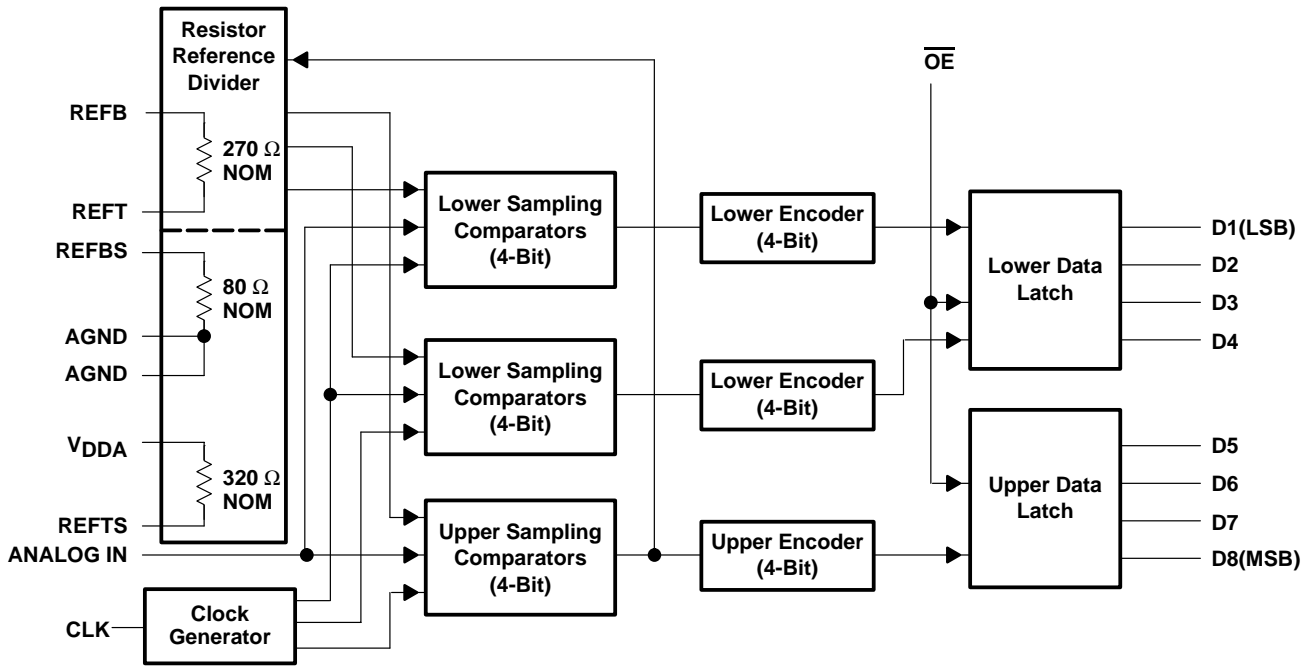 Resistor
Reference
Divider
OE
REFB
270 Ω
NOM
REFT
REFBS
80 Ω
NOM
AGND
AGND
VDDA
320 Ω
NOM
REFTS
ANALOG IN
CLK
Clock
Generator
Lower Sampling
Comparators
(4-Bit)
Lower Encoder
(4-Bit)
Lower Data
Latch
D1(LSB)
D2
D3
D4
Lower Sampling
Comparators
(4-Bit)
Lower Encoder
(4-Bit)
Upper Sampling
Comparators
(4-Bit)
Upper Encoder
(4-Bit)
Upper Data
Latch
D5
D6
D7
D8(MSB)